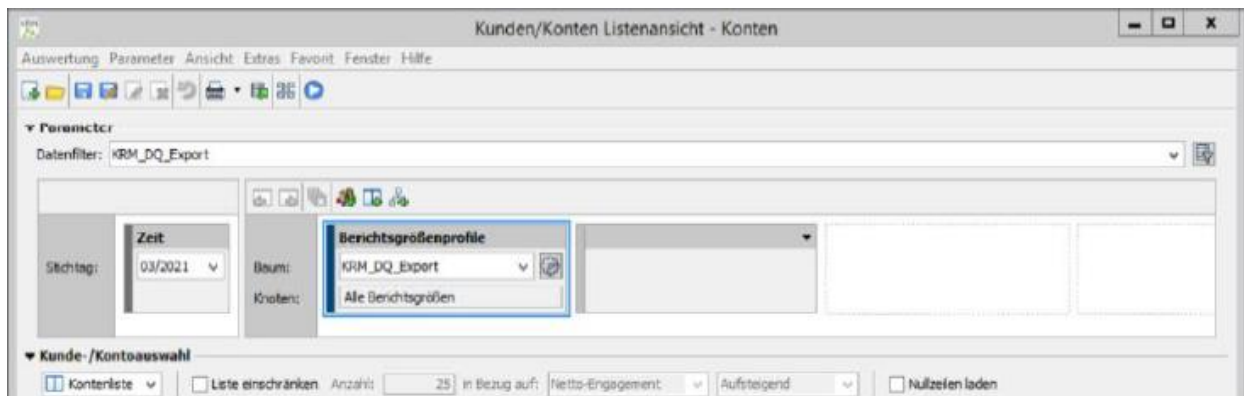 Kunden/Konten Listenansicht - Konten
Auswertung Parameter Ansicht Extras Favorit Fenster Hilfe
Parameter
Datenfilter: KRM_DQ_Export
Zeit
Berichtsgrößenprofile
Stichtag: 03/2021
Baum: KRM_DQ_Export
Knoten: Alle Berichtsgrößen
Kunde-/Kontoauswahl
Kontenliste Liste einschränken Anzahl: 25 in Bezug auf: Netto-Engagement Aufsteigend Nullzeilen laden